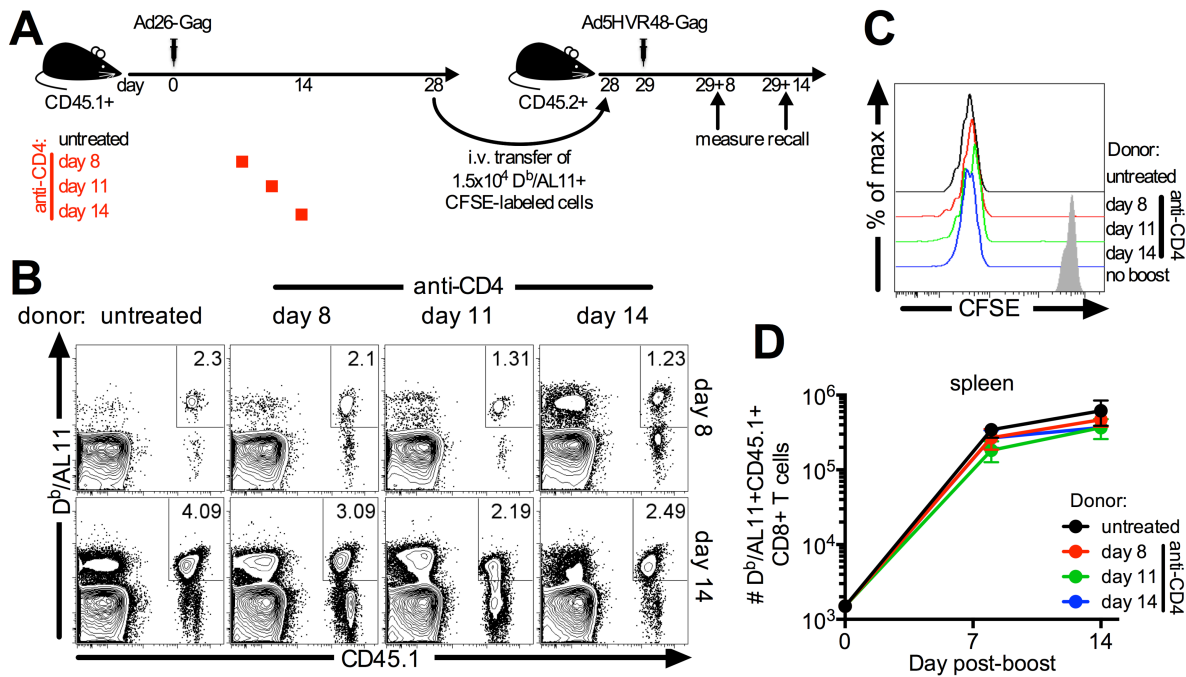 A
Ad26-Gag
Ad5HVR48-Gag
day 0 14 28
28 29 29+8 29+14
CD45.1+
CD45.2+
measure recall
untreated
anti-CD4:
day 8
day 11
day 14
i.v. transfer of
1.5x10⁴ Dᵇ/AL11+
CFSE-labeled cells
B
anti-CD4
donor: untreated day 8 day 11 day 14
2.3 2.1 1.31 1.23
day 8
4.09 3.09 2.19 2.49
day 14
Dᵇ/AL11
CD45.1
C
% of max
Donor:
untreated
day 8
day 11
day 14
anti-CD4
no boost
CFSE
D
spleen
# Dᵇ/AL11+CD45.1+
CD8+ T cells
10⁶
10⁵
10⁴
10³
0 7 14
Day post-boost
Donor:
untreated
day 8
day 11
day 14
anti-CD4